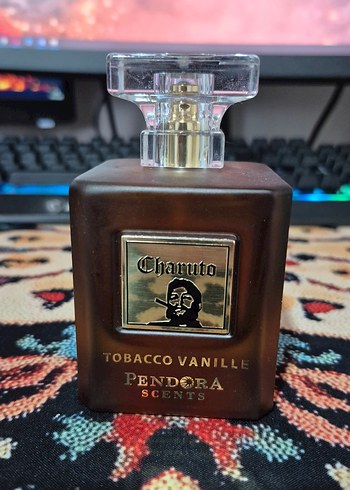 Charuto
TOBACCO VANILLE
PENDORA
SCENTS